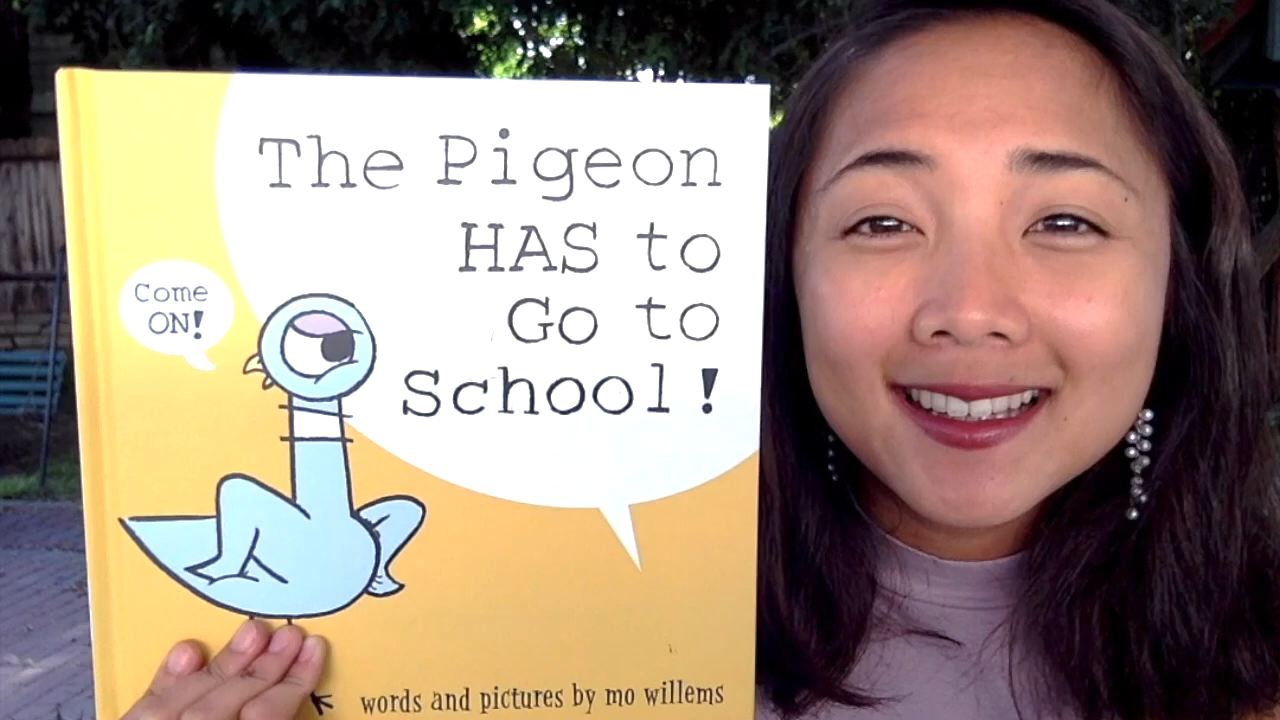 The Pigeon
HAS to
Go to
School!
Come
ON!
words and pictures by mo willems